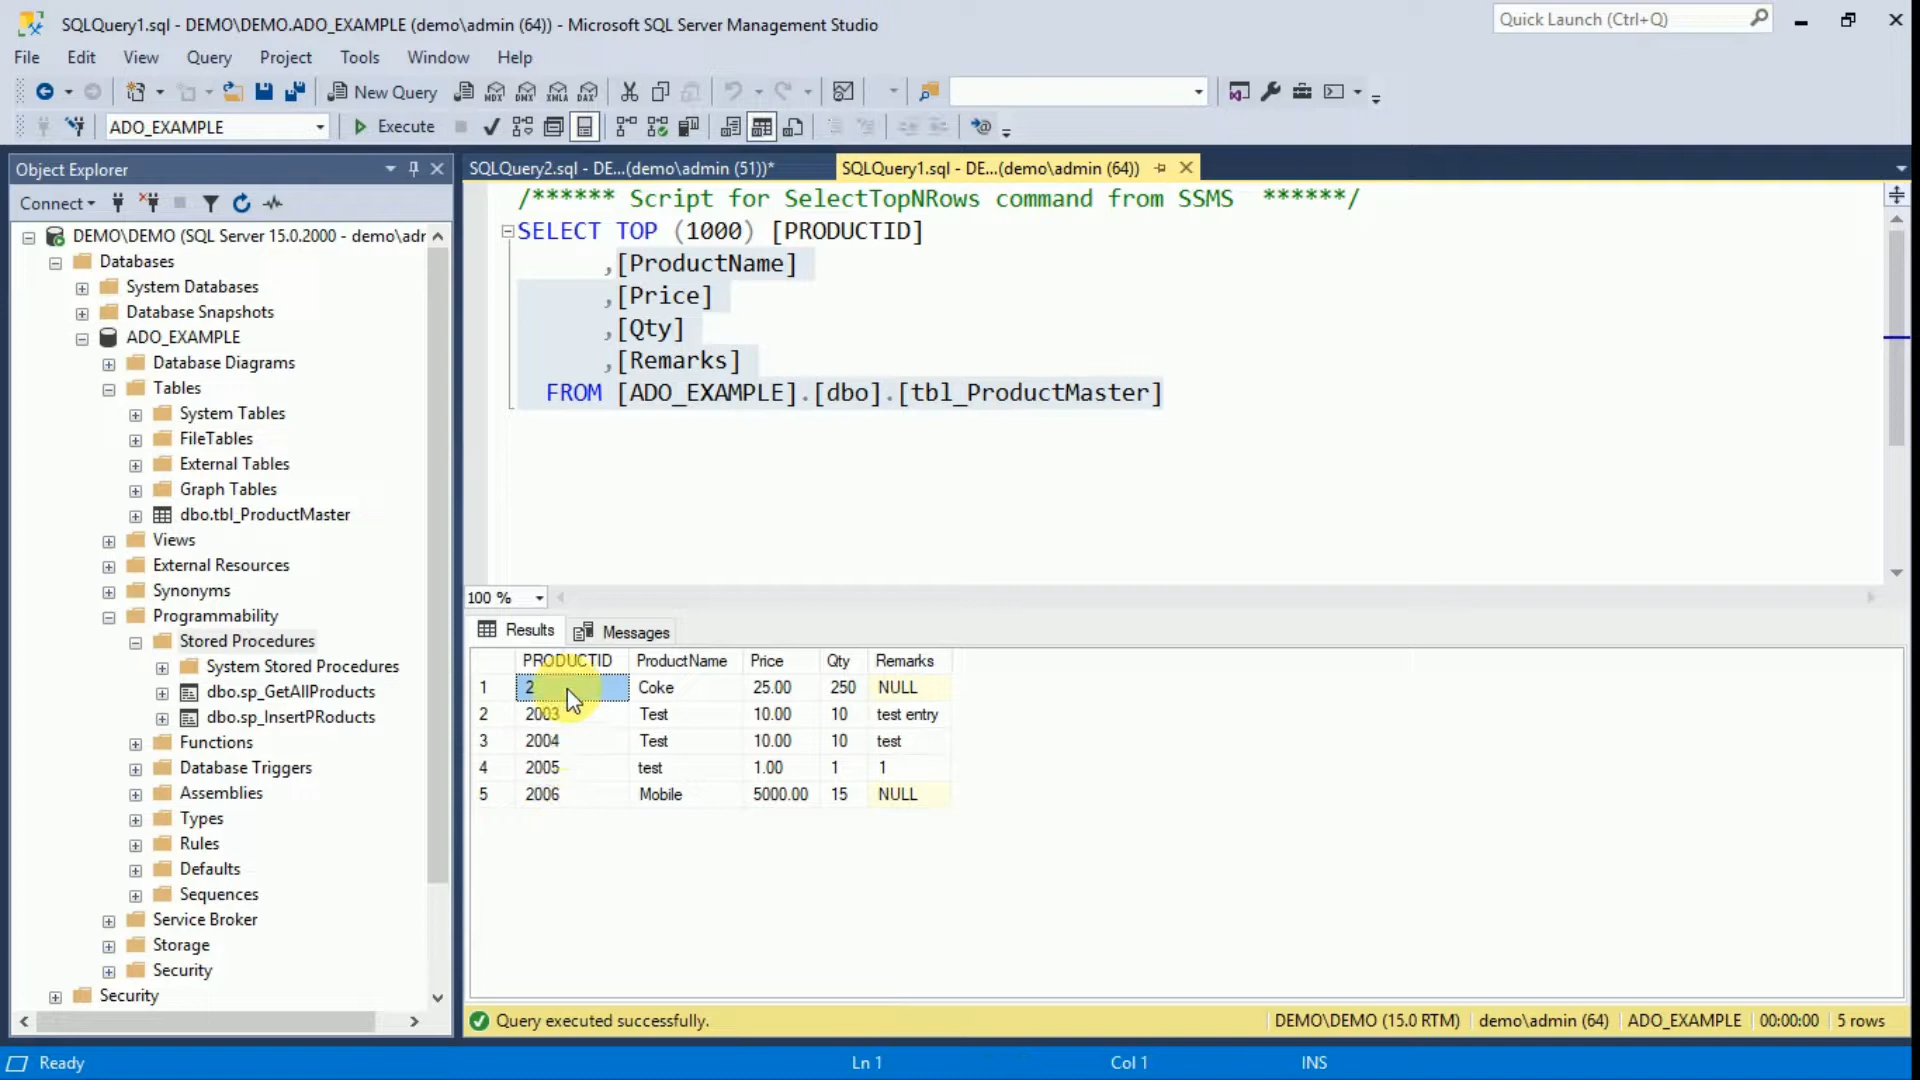 SQLQuery1.sql - DEMO\DEMO.ADO_EXAMPLE (demo\admin (64)) - Microsoft SQL Server Management Studio
Quick Launch (Ctrl+Q)
File Edit View Query Project Tools Window Help
New Query MDX DMX XMLA DAX
ADO_EXAMPLE Execute
Object Explorer
SQLQuery2.sql - DE...(demo\admin (51))*
SQLQuery1.sql - DE...(demo\admin (64))
Connect
DEMO\DEMO (SQL Server 15.0.2000 - demo\adr
Databases
System Databases
Database Snapshots
ADO_EXAMPLE
Database Diagrams
Tables
System Tables
FileTables
External Tables
Graph Tables
dbo.tbl_ProductMaster
Views
External Resources
Synonyms
Programmability
Stored Procedures
System Stored Procedures
dbo.sp_GetAllProducts
dbo.sp_InsertPRoducts
Functions
Database Triggers
Assemblies
Types
Rules
Defaults
Sequences
Service Broker
Storage
Security
Security
/****** Script for SelectTopNRows command from SSMS ******/
SELECT TOP (1000) [PRODUCTID]
,[ProductName]
,[Price]
,[Qty]
,[Remarks]
FROM [ADO_EXAMPLE].[dbo].[tbl_ProductMaster]
100 %
Results Messages
PRODUCTID ProductName Price Qty Remarks
1 2 Coke 25.00 250 NULL
2 2003 Test 10.00 10 test entry
3 2004 Test 10.00 10 test
4 2005 test 1.00 1 1
5 2006 Mobile 5000.00 15 NULL
Query executed successfully. DEMO\DEMO (15.0 RTM) demo\admin (64) ADO_EXAMPLE 00:00:00 5 rows
Ready Ln 1 Col 1 INS